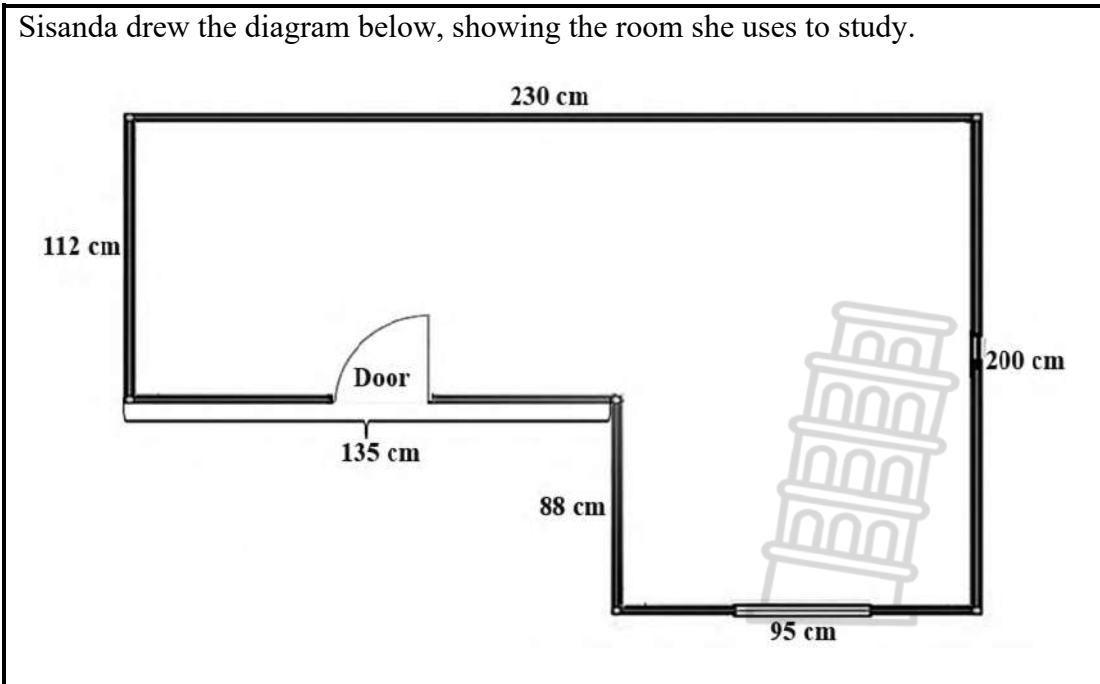 Sisanda drew the diagram below, showing the room she uses to study.
230 cm
112 cm
200 cm
Door
135 cm
88 cm
95 cm